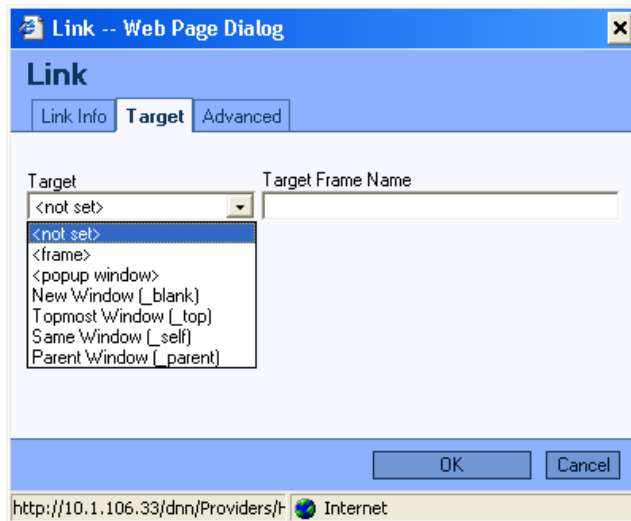 Link -- Web Page Dialog
Link
Link Info Target Advanced
Target Target Frame Name
<not set>
<not set>
<frame>
<popup window>
New Window (_blank)
Topmost Window (_top)
Same Window (_self)
Parent Window (_parent)
OK Cancel
http://10.1.106.33/dnn/Providers/H Internet